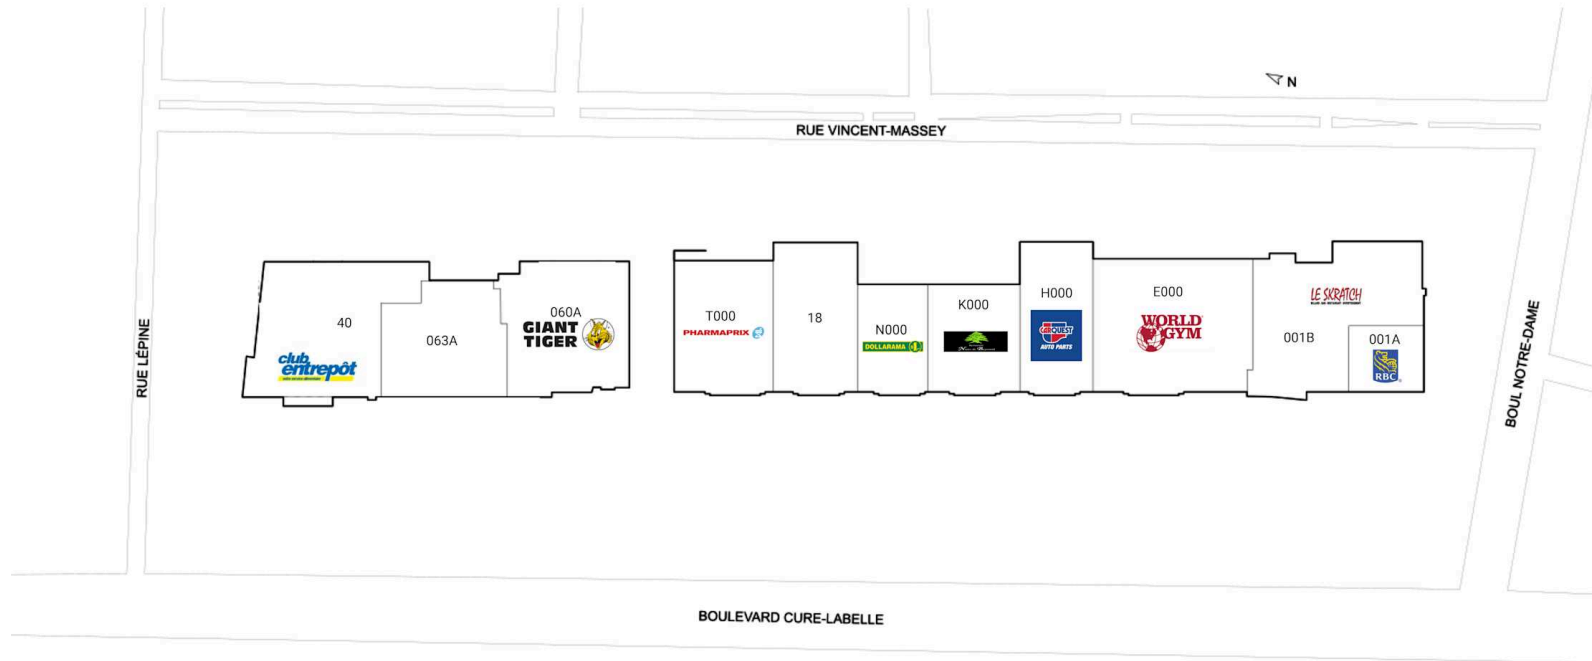 N
RUE VINCENT-MASSEY
RUE LÉPINE
40
club
entrepôt
063A
060A
GIANT
TIGER
T000
PHARMAPRIX
18
N000
DOLLARAMA
K000
H000
CARQUEST
AUTO PARTS
E000
WORLD
GYM
LE SKRATCH
001B
001A
RBC
BOUL NOTRE-DAME
BOULEVARD CURE-LABELLE